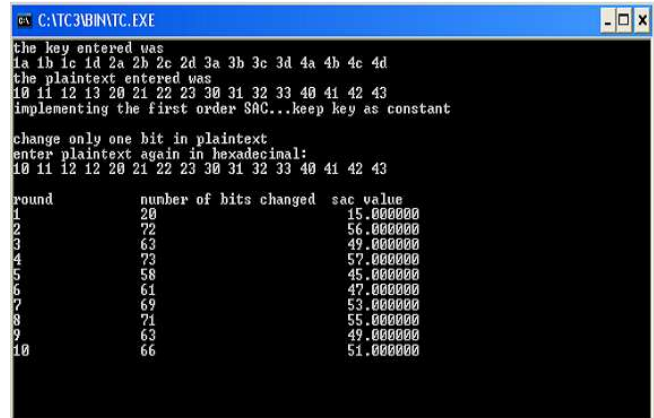 C:\TC3\BIN\TC.EXE
the key entered was
1a 1b 1c 1d 2a 2b 2c 2d 3a 3b 3c 3d 4a 4b 4c 4d
the plaintext entered was
10 11 12 13 20 21 22 23 30 31 32 33 40 41 42 43
implementing the first order SAC...keep key as constant
change only one bit in plaintext
enter plaintext again in hexadecimal:
10 11 12 12 20 21 22 23 30 31 32 33 40 41 42 43
round number of bits changed sac value
1 20 15.000000
2 72 56.000000
3 63 49.000000
4 73 57.000000
5 58 45.000000
6 61 47.000000
7 69 53.000000
8 71 55.000000
9 63 49.000000
10 66 51.000000